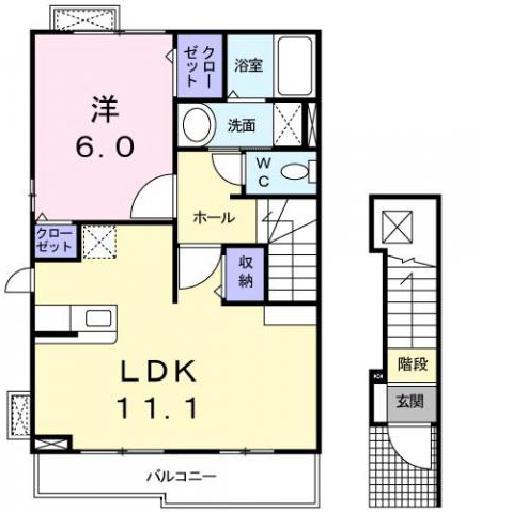 クロー
ゼット
浴室
洋
6.0
洗面
WC
ホール
クロー
ゼット
収納
LDK
11.1
階段
玄関
バルコニー